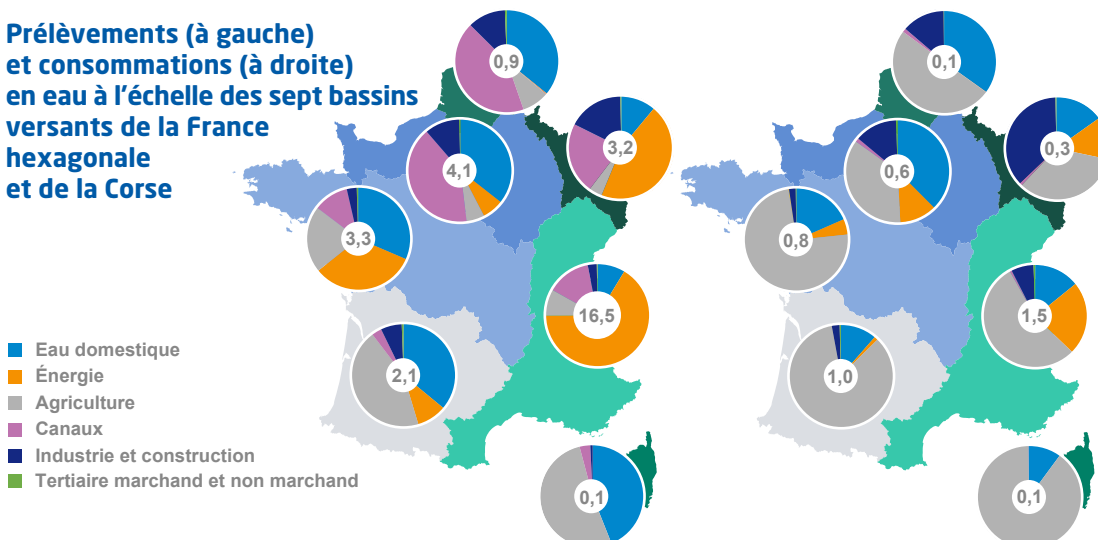 Prélèvements (à gauche)
et consommations (à droite)
en eau à l'échelle des sept bassins
versants de la France
hexagonale
et de la Corse
0,9
3,2
4,1
3,3
16,5
2,1
0,1
0,1
0,3
0,6
0,8
1,5
1,0
0,1
Eau domestique
Énergie
Agriculture
Canaux
Industrie et construction
Tertiaire marchand et non marchand